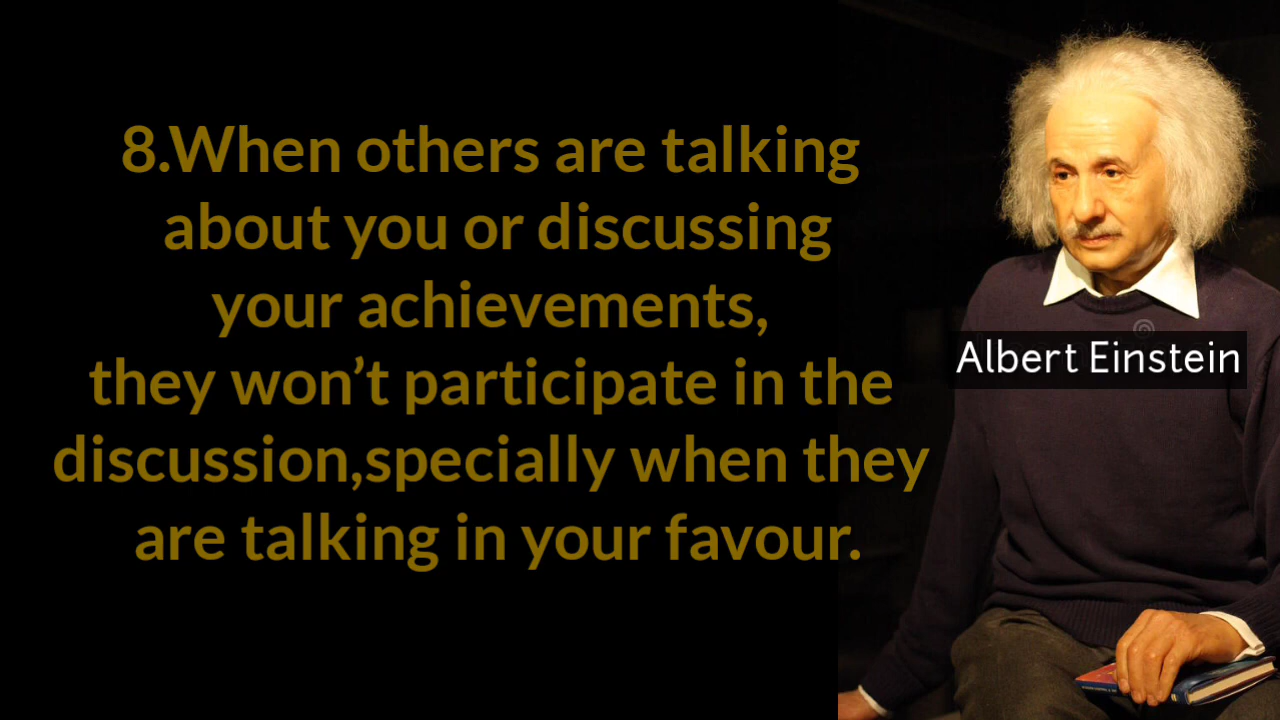 8.When others are talking
about you or discussing
your achievements,
they won’t participate in the
discussion,specially when they
are talking in your favour.
Albert Einstein